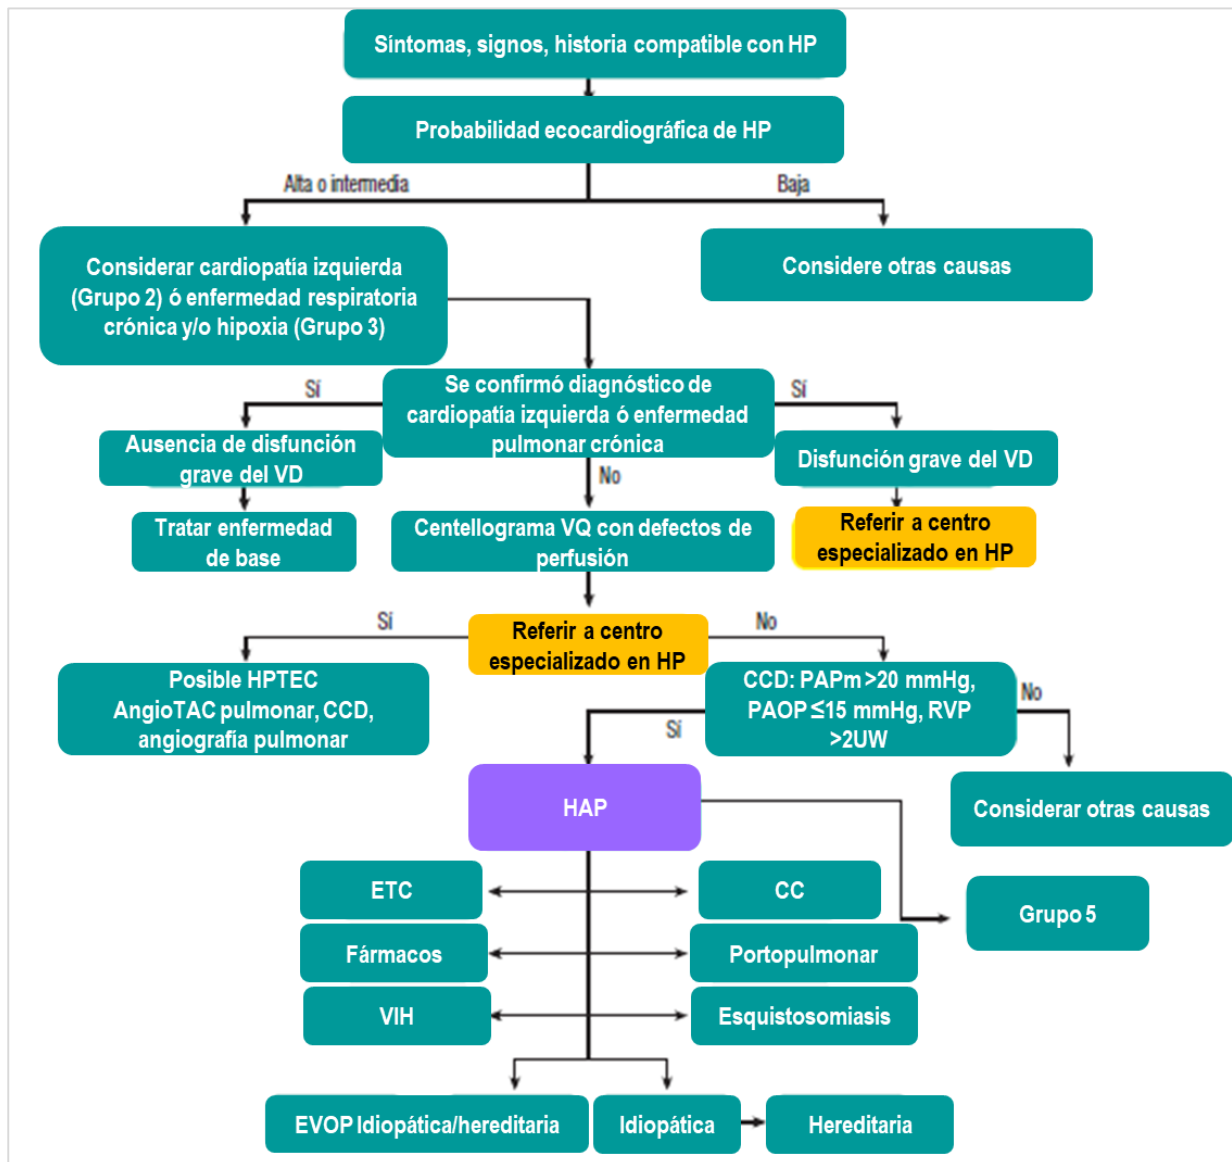 Síntomas, signos, historia compatible con HP
Probabilidad ecocardiográfica de HP
Alta o intermedia
Baja
Considerar cardiopatía izquierda
(Grupo 2) ó enfermedad respiratoria
crónica y/o hipoxia (Grupo 3)
Considere otras causas
Sí
Se confirmó diagnóstico de
cardiopatía izquierda ó enfermedad
pulmonar crónica
Sí
Ausencia de disfunción
grave del VD
No
Disfunción grave del VD
Tratar enfermedad
de base
Centellograma VQ con defectos de
perfusión
Referir a centro
especializado en HP
Sí
Referir a centro
especializado en HP
No
Posible HPTEC
AngioTAC pulmonar, CCD,
angiografía pulmonar
CCD: PAPm >20 mmHg,
PAOP ≤15 mmHg, RVP
>2UW
No
Sí
HAP
Considerar otras causas
ETC
CC
Grupo 5
Fármacos
Portopulmonar
VIH
Esquistosomiasis
EVOP Idiopática/hereditaria
Idiopática
Hereditaria